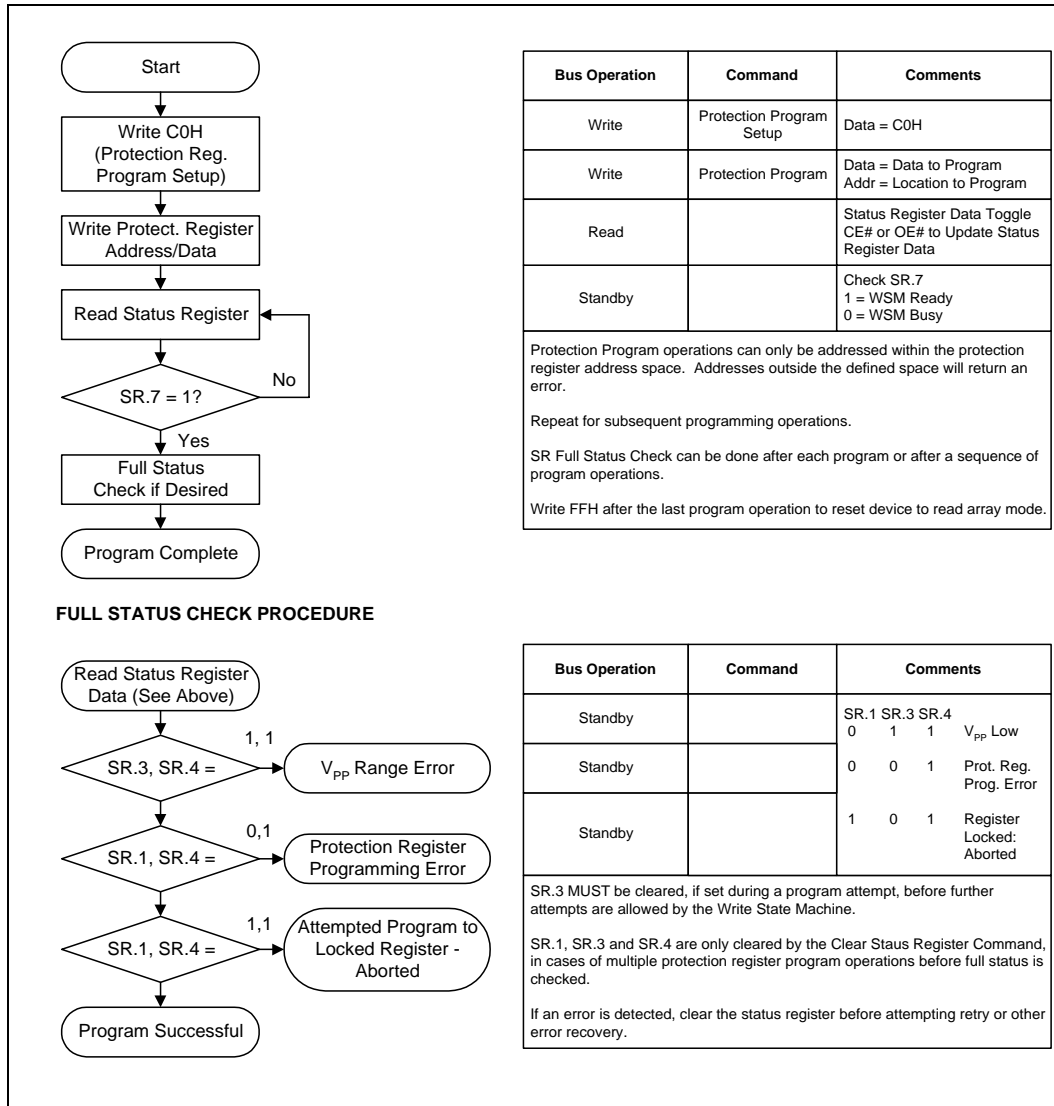 Start
Write C0H
(Protection Reg.
Program Setup)
Write Protect. Register
Address/Data
Read Status Register
No
SR.7 = 1?
Yes
Full Status
Check if Desired
Program Complete
Bus Operation Command Comments
Write Protection Program
Setup Data = C0H
Write Protection Program Data = Data to Program
Addr = Location to Program
Read Status Register Data Toggle
CE# or OE# to Update Status
Register Data
Standby Check SR.7
1 = WSM Ready
0 = WSM Busy
Protection Program operations can only be addressed within the protection
register address space. Addresses outside the defined space will return an
error.
Repeat for subsequent programming operations.
SR Full Status Check can be done after each program or after a sequence of
program operations.
Write FFH after the last program operation to reset device to read array mode.
FULL STATUS CHECK PROCEDURE
Read Status Register
Data (See Above)
1, 1
SR.3, SR.4 =
VPP Range Error
0,1
SR.1, SR.4 =
Protection Register
Programming Error
1,1
SR.1, SR.4 =
Attempted Program to
Locked Register -
Aborted
Program Successful
Bus Operation Command Comments
Standby SR.1 SR.3 SR.4
0 1 1 VPP Low
Standby 0 0 1 Prot. Reg.
Prog. Error
Standby 1 0 1 Register
Locked:
Aborted
SR.3 MUST be cleared, if set during a program attempt, before further
attempts are allowed by the Write State Machine.
SR.1, SR.3 and SR.4 are only cleared by the Clear Staus Register Command,
in cases of multiple protection register program operations before full status is
checked.
If an error is detected, clear the status register before attempting retry or other
error recovery.